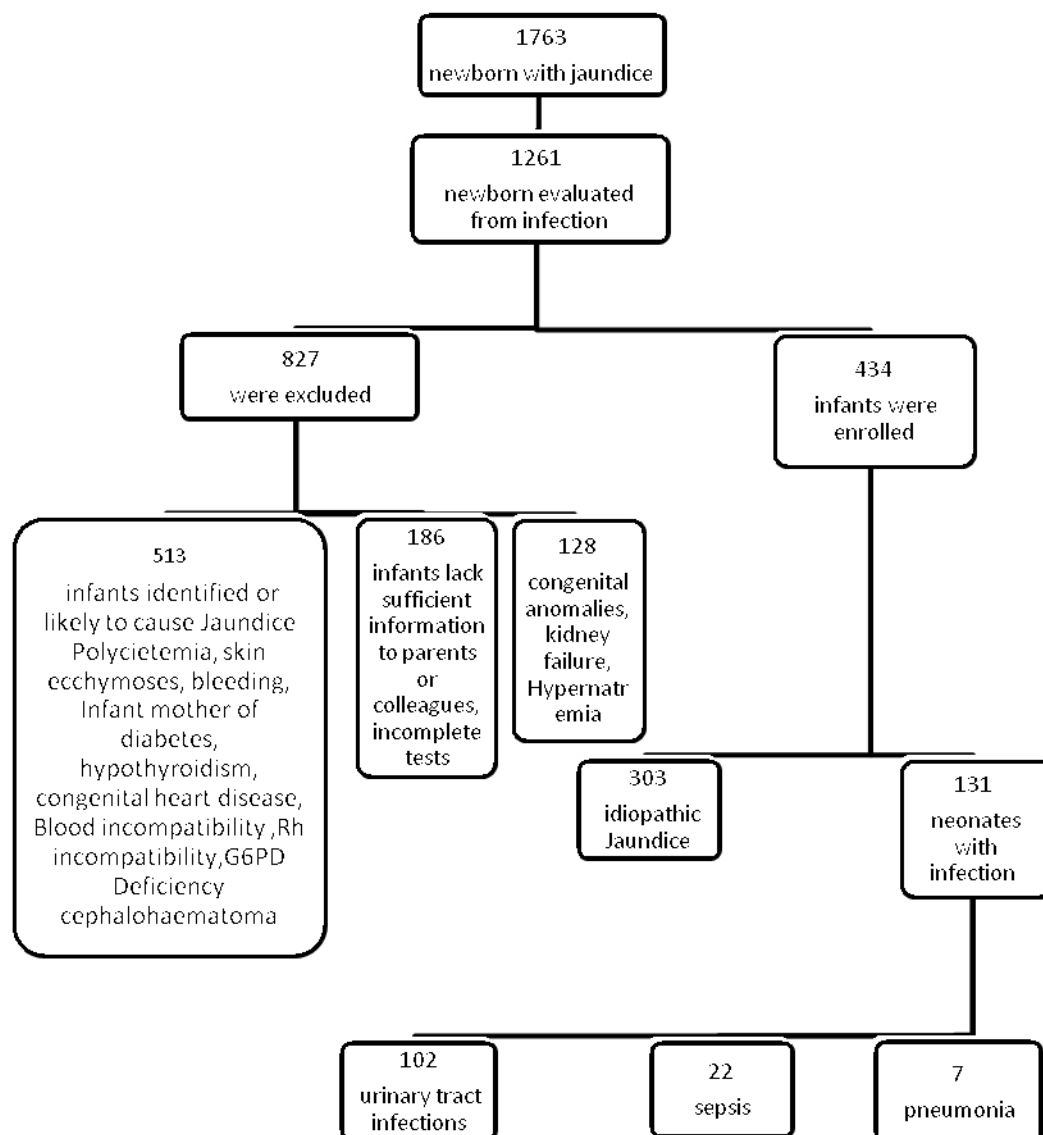 1763
newborn with jaundice
1261
newborn evaluated
from infection
827
were excluded
434
infants were
enrolled
513
infants identified or
likely to cause Jaundice
Polycietemia, skin
ecchymoses, bleeding,
Infant mother of
diabetes,
hypothyroidism,
congenital heart disease,
Blood incompatibility ,Rh
incompatibility,G6PD
Deficiency
cephalohaematoma
186
infants lack
sufficient
information
to parents
or
colleagues,
incomplete
tests
128
congenital
anomalies,
kidney
failure,
Hypernatr
emia
303
idiopathic
Jaundice
131
neonates
with
infection
102
urinary tract
infections
22
sepsis
7
pneumonia